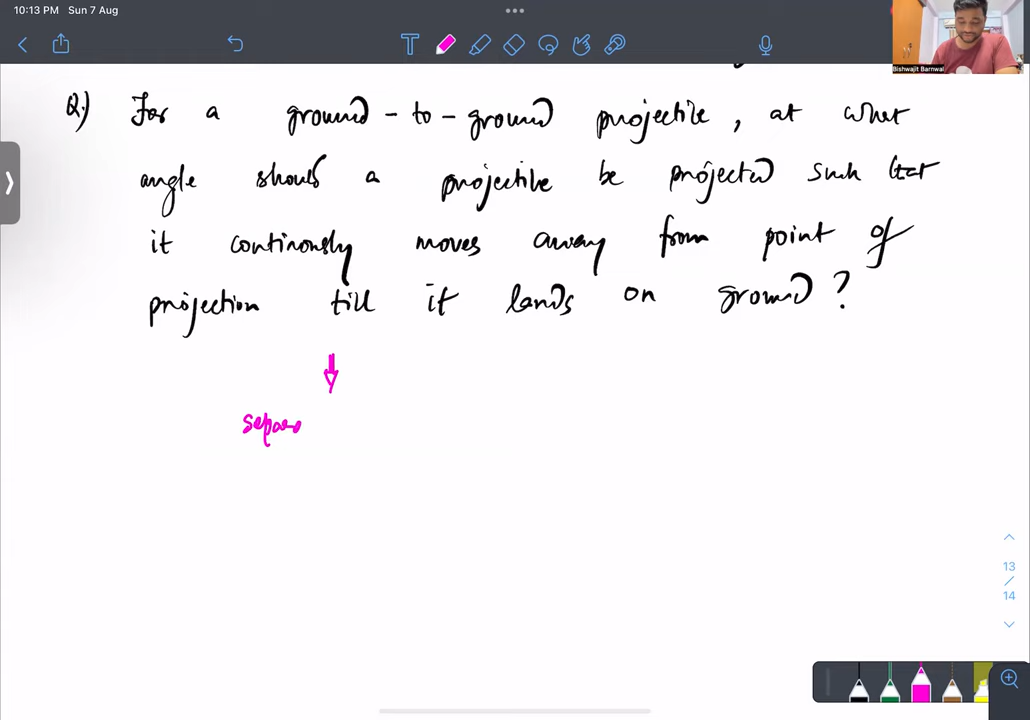 10:13 PM Sun 7 Aug
T
Bishwajit Barnwal
Q.) For a ground-to-ground projectile, at what
angle should a projectile be projected such that
it continously moves away from point of
projection till it lands on ground?
separ
13
/
14